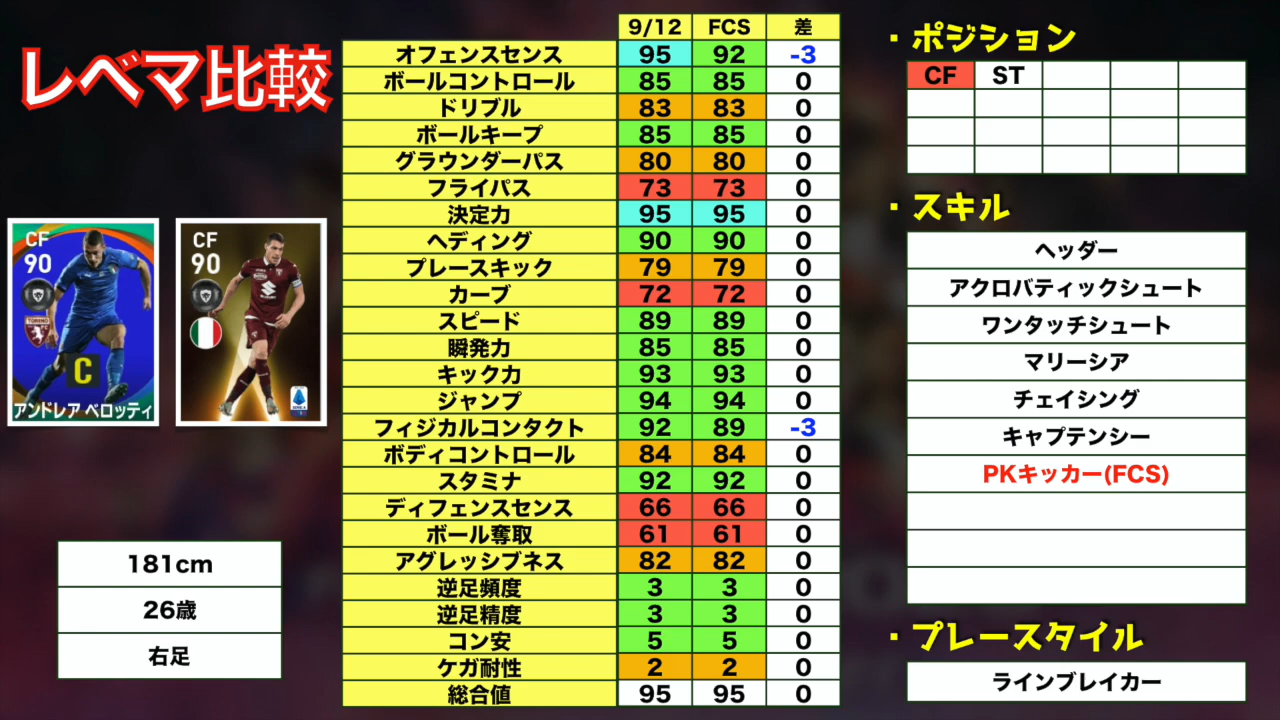 レベマ比較
CF
90
TORINO
C
アンドレア ベロッティ
CF
90
SUZUKI
181cm
26歳
右足
9/12 FCS 差
オフェンスセンス 95 92 -3
ボールコントロール 85 85 0
ドリブル 83 83 0
ボールキープ 85 85 0
グラウンダーパス 80 80 0
フライパス 73 73 0
決定力 95 95 0
ヘディング 90 90 0
プレースキック 79 79 0
カーブ 72 72 0
スピード 89 89 0
瞬発力 85 85 0
キック力 93 93 0
ジャンプ 94 94 0
フィジカルコンタクト 92 89 -3
ボディコントロール 84 84 0
スタミナ 92 92 0
ディフェンスセンス 66 66 0
ボール奪取 61 61 0
アグレッシブネス 82 82 0
逆足頻度 3 3 0
逆足精度 3 3 0
コン安 5 5 0
ケガ耐性 2 2 0
総合値 95 95 0
・ポジション
CF ST
・スキル
ヘッダー
アクロバティックシュート
ワンタッチシュート
マリーシア
チェイシング
キャプテンシー
PKキッカー(FCS)
・プレースタイル
ラインブレイカー